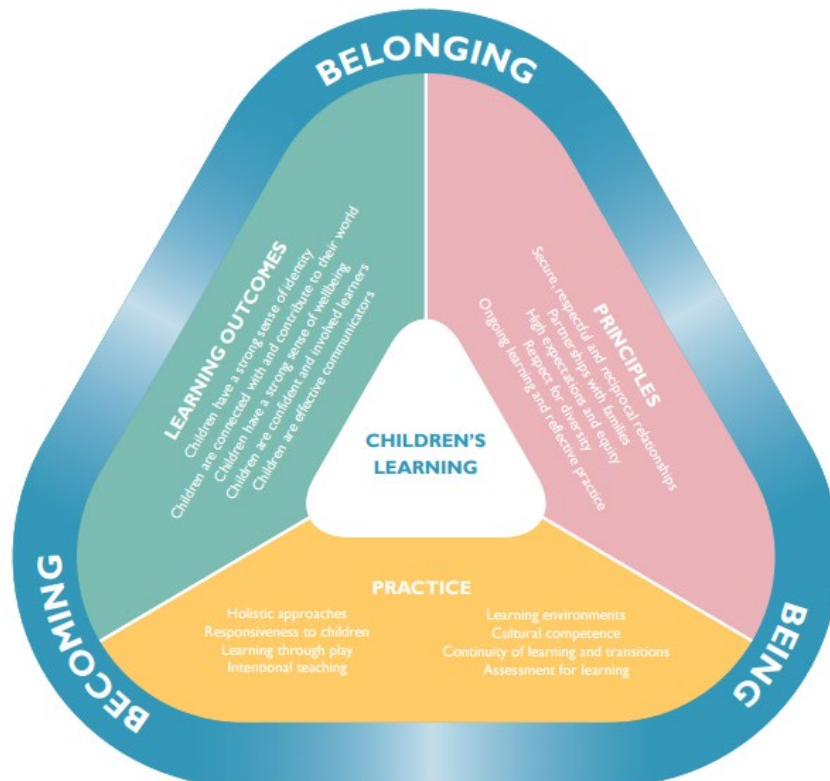 BELONGING
LEARNING OUTCOMES
Children have a strong sense of identity
Children are connected with and contribute to their world
Children have a strong sense of wellbeing
Children are confident and involved learners
Children are effective communicators
PRINCIPLES
Secure, respectful and reciprocal relationships
Partnerships with families
High expectations and equity
Respect for diversity
Ongoing learning and reflective practice
CHILDREN'S
LEARNING
PRACTICE
Holistic approaches
Responsiveness to children
Learning through play
Intentional teaching
Learning environments
Cultural competence
Continuity of learning and transitions
Assessment for learning
BECOMING
BEING